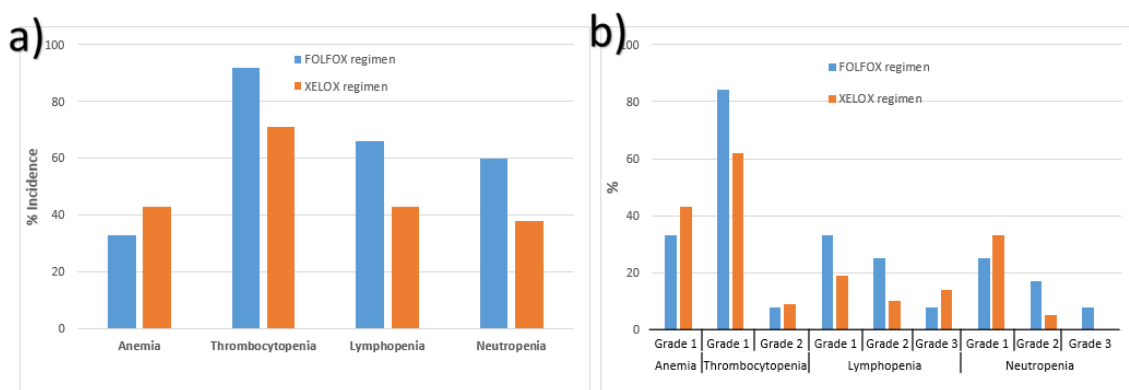 a)
100
80
60
40
20
0
% Incidence
FOLFOX regimen
XELOX regimen
Anemia Thrombocytopenia Lymphopenia Neutropenia
b)
100
80
60
40
20
0
%
FOLFOX regimen
XELOX regimen
Grade 1 Grade 1 Grade 2 Grade 1 Grade 2 Grade 3 Grade 1 Grade 2 Grade 3
Anemia Thrombocytopenia Lymphopenia Neutropenia